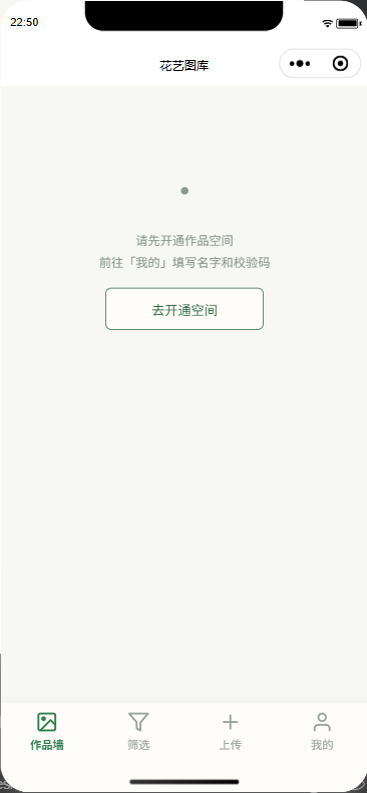 22:50
花艺图库
请先开通作品空间
前往「我的」填写名字和校验码
去开通空间
作品墙
筛选
上传
我的